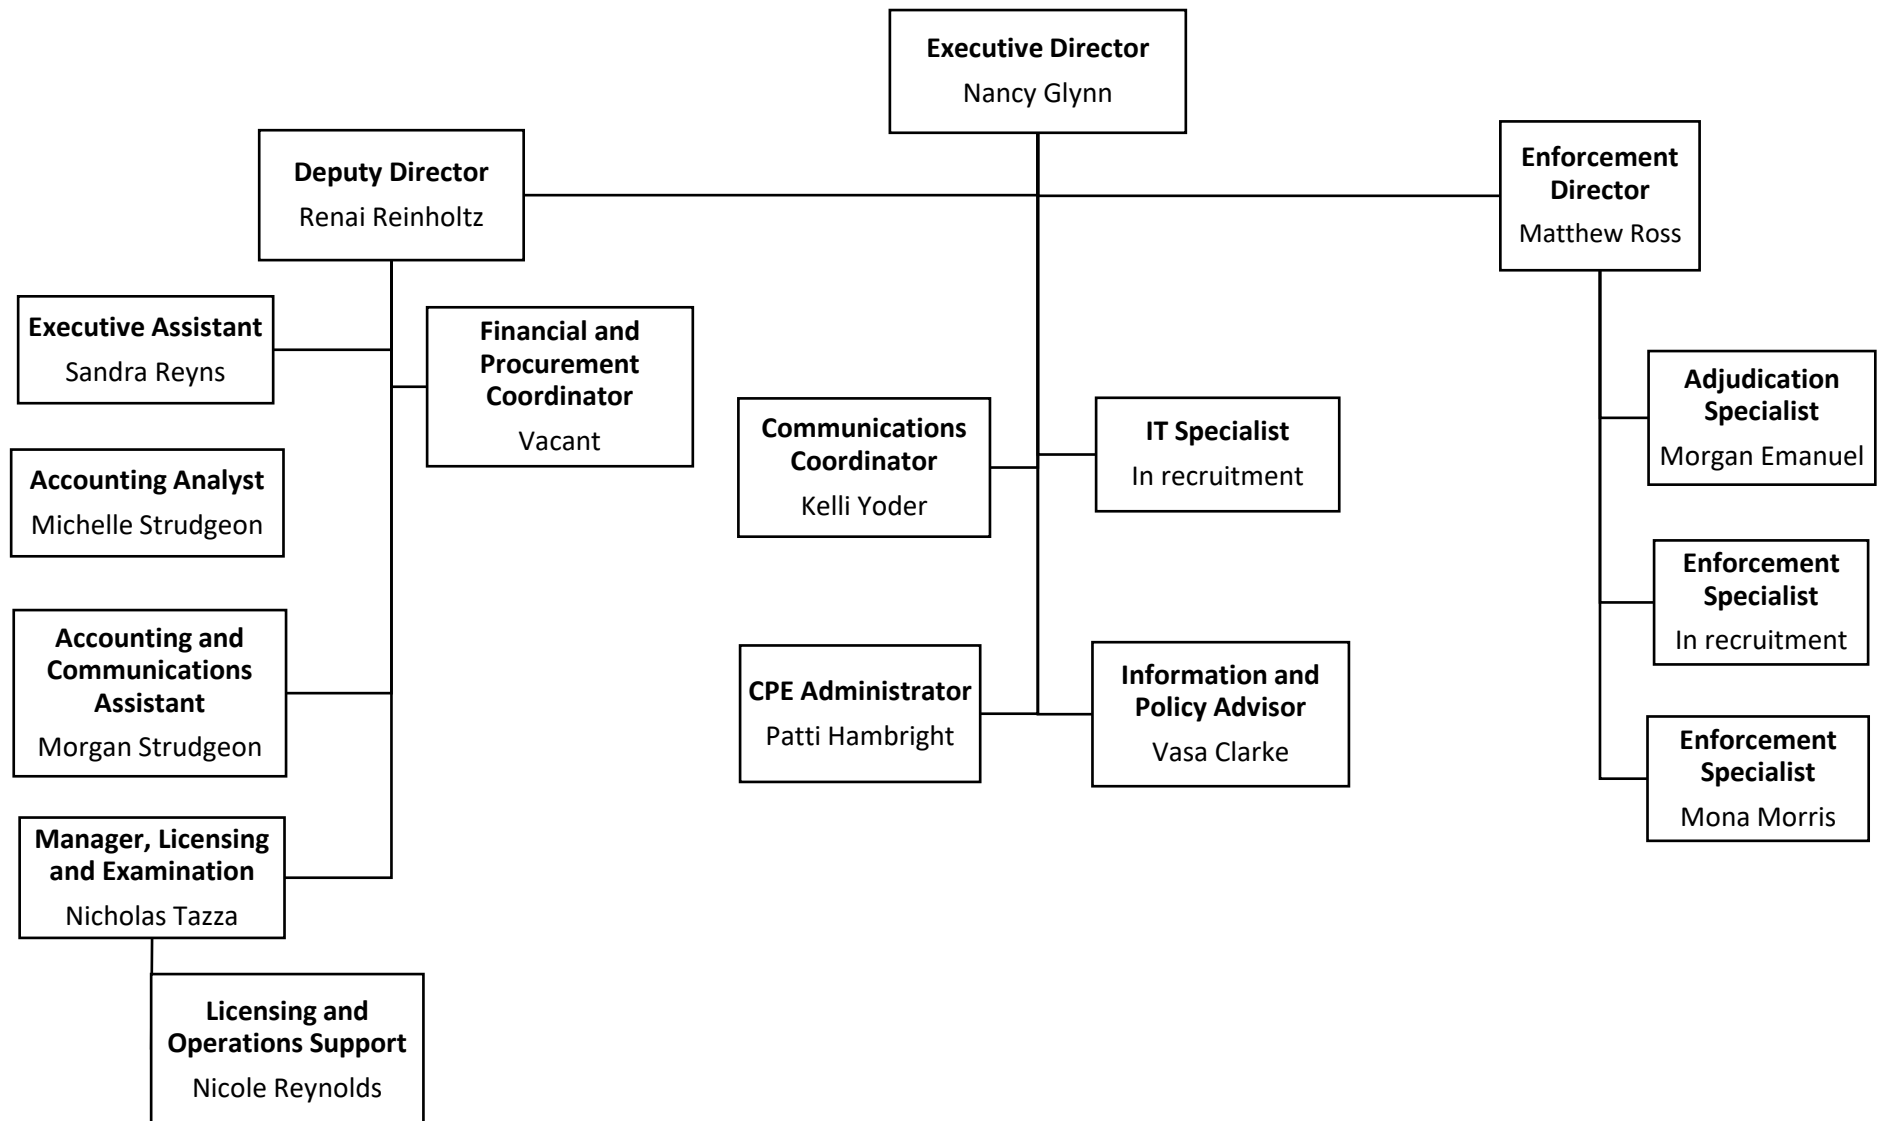 Executive Director
Nancy Glynn
Deputy Director
Renai Reinholtz
Enforcement
Director
Matthew Ross
Executive Assistant
Sandra Reyns
Financial and
Procurement
Coordinator
Vacant
Accounting Analyst
Michelle Strudgeon
Accounting and
Communications
Assistant
Morgan Strudgeon
Manager, Licensing
and Examination
Nicholas Tazza
Licensing and
Operations Support
Nicole Reynolds
Communications
Coordinator
Kelli Yoder
IT Specialist
In recruitment
CPE Administrator
Patti Hambright
Information and
Policy Advisor
Vasa Clarke
Adjudication
Specialist
Morgan Emanuel
Enforcement
Specialist
In recruitment
Enforcement
Specialist
Mona Morris